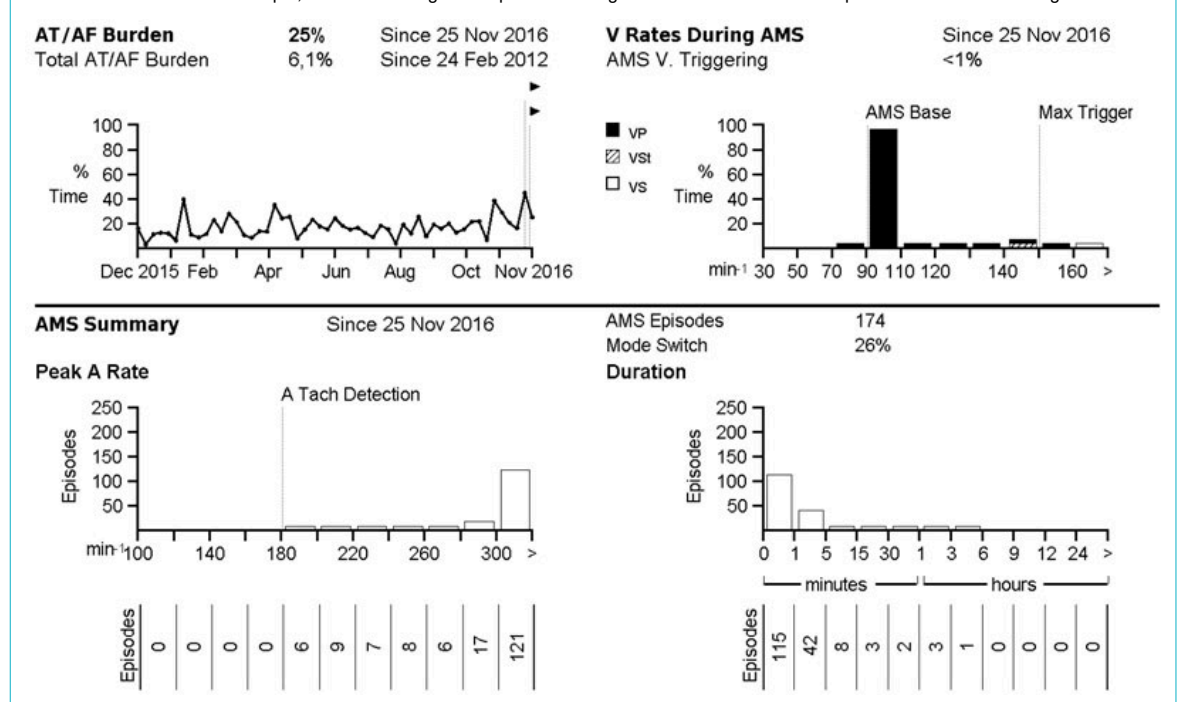 AT/AF Burden 25% Since 25 Nov 2016
Total AT/AF Burden 6,1% Since 24 Feb 2012
100
80
% 60
Time 40
20
Dec 2015 Feb Apr Jun Aug Oct Nov 2016
V Rates During AMS Since 25 Nov 2016
AMS V. Triggering <1%
AMS Base Max Trigger
VP
VSt
VS
100
80
% 60
Time 40
20
min-1 30 50 70 90 110 120 140 160 >
AMS Summary Since 25 Nov 2016
AMS Episodes 174
Mode Switch 26%
Peak A Rate
A Tach Detection
Episodes
250
200
150
100
50
min-1 100 140 180 220 260 300 >
Episodes 0 0 0 0 6 9 7 8 6 17 121
Duration
Episodes
250
200
150
100
50
0 1 5 15 30 1 3 6 9 12 24 >
minutes hours
Episodes 115 42 8 3 2 3 1 0 0 0 0